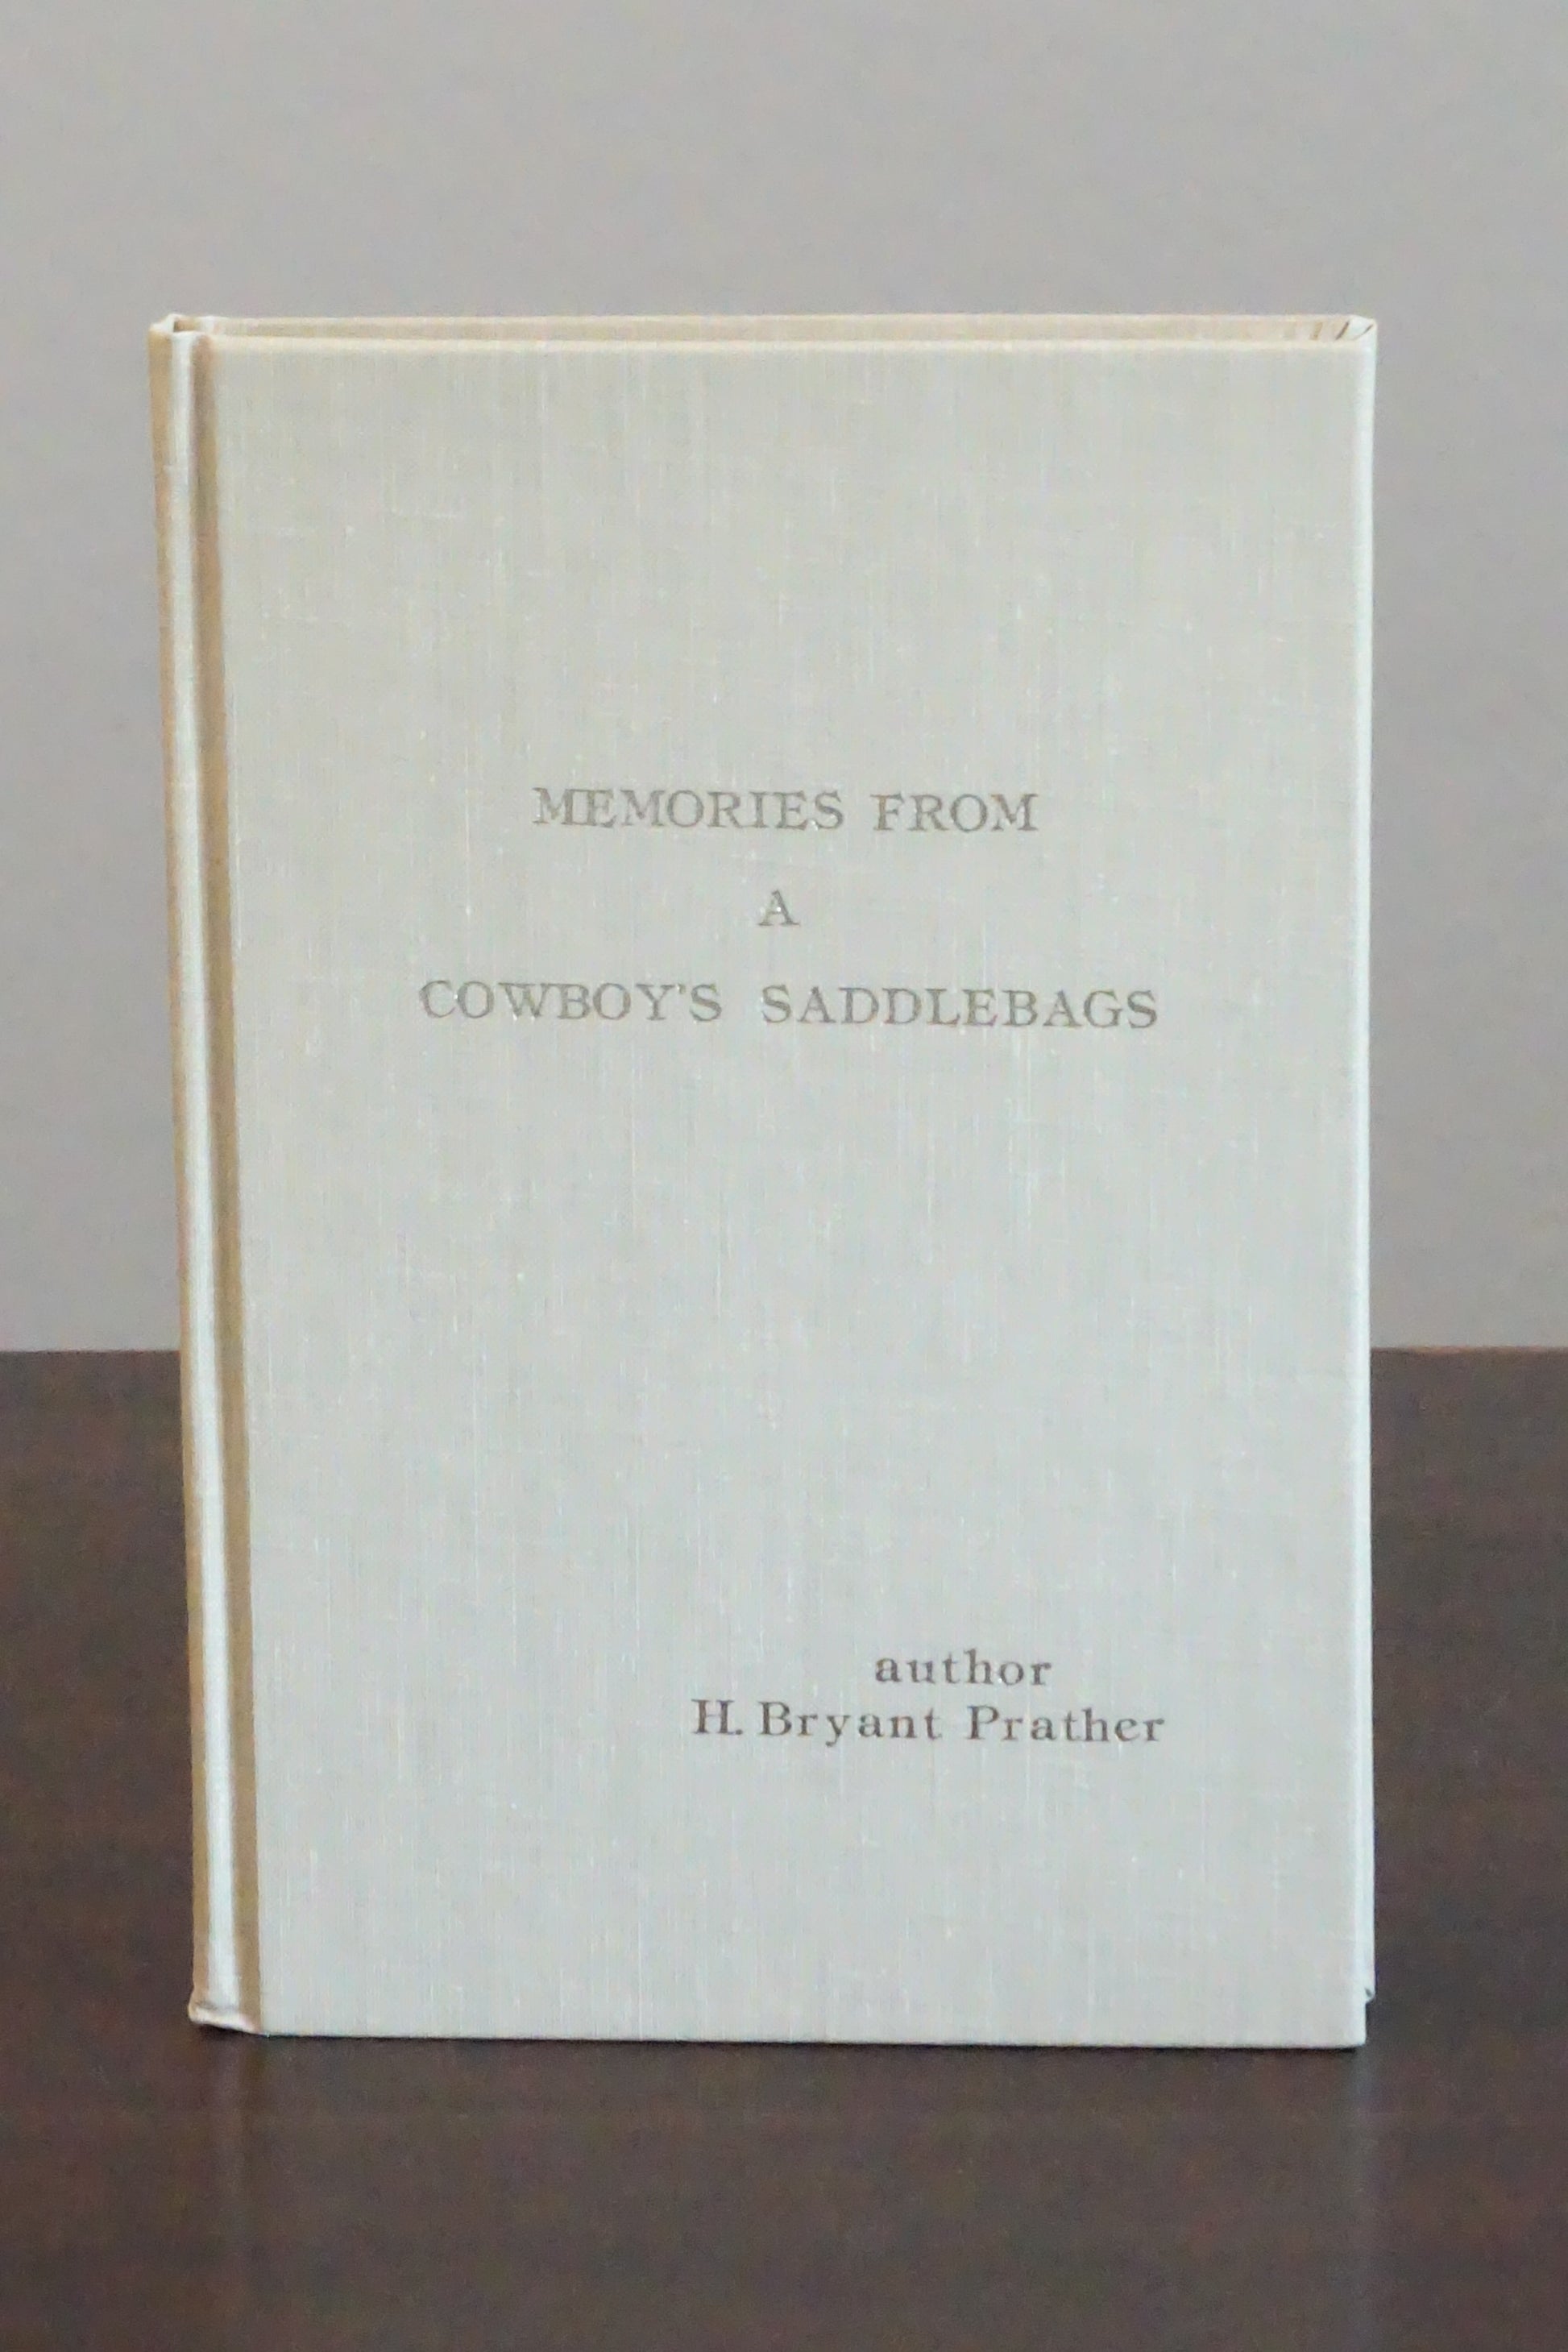 MEMORIES FROM
A
COWBOY'S SADDLEBAGS
author
H. Bryant Prather